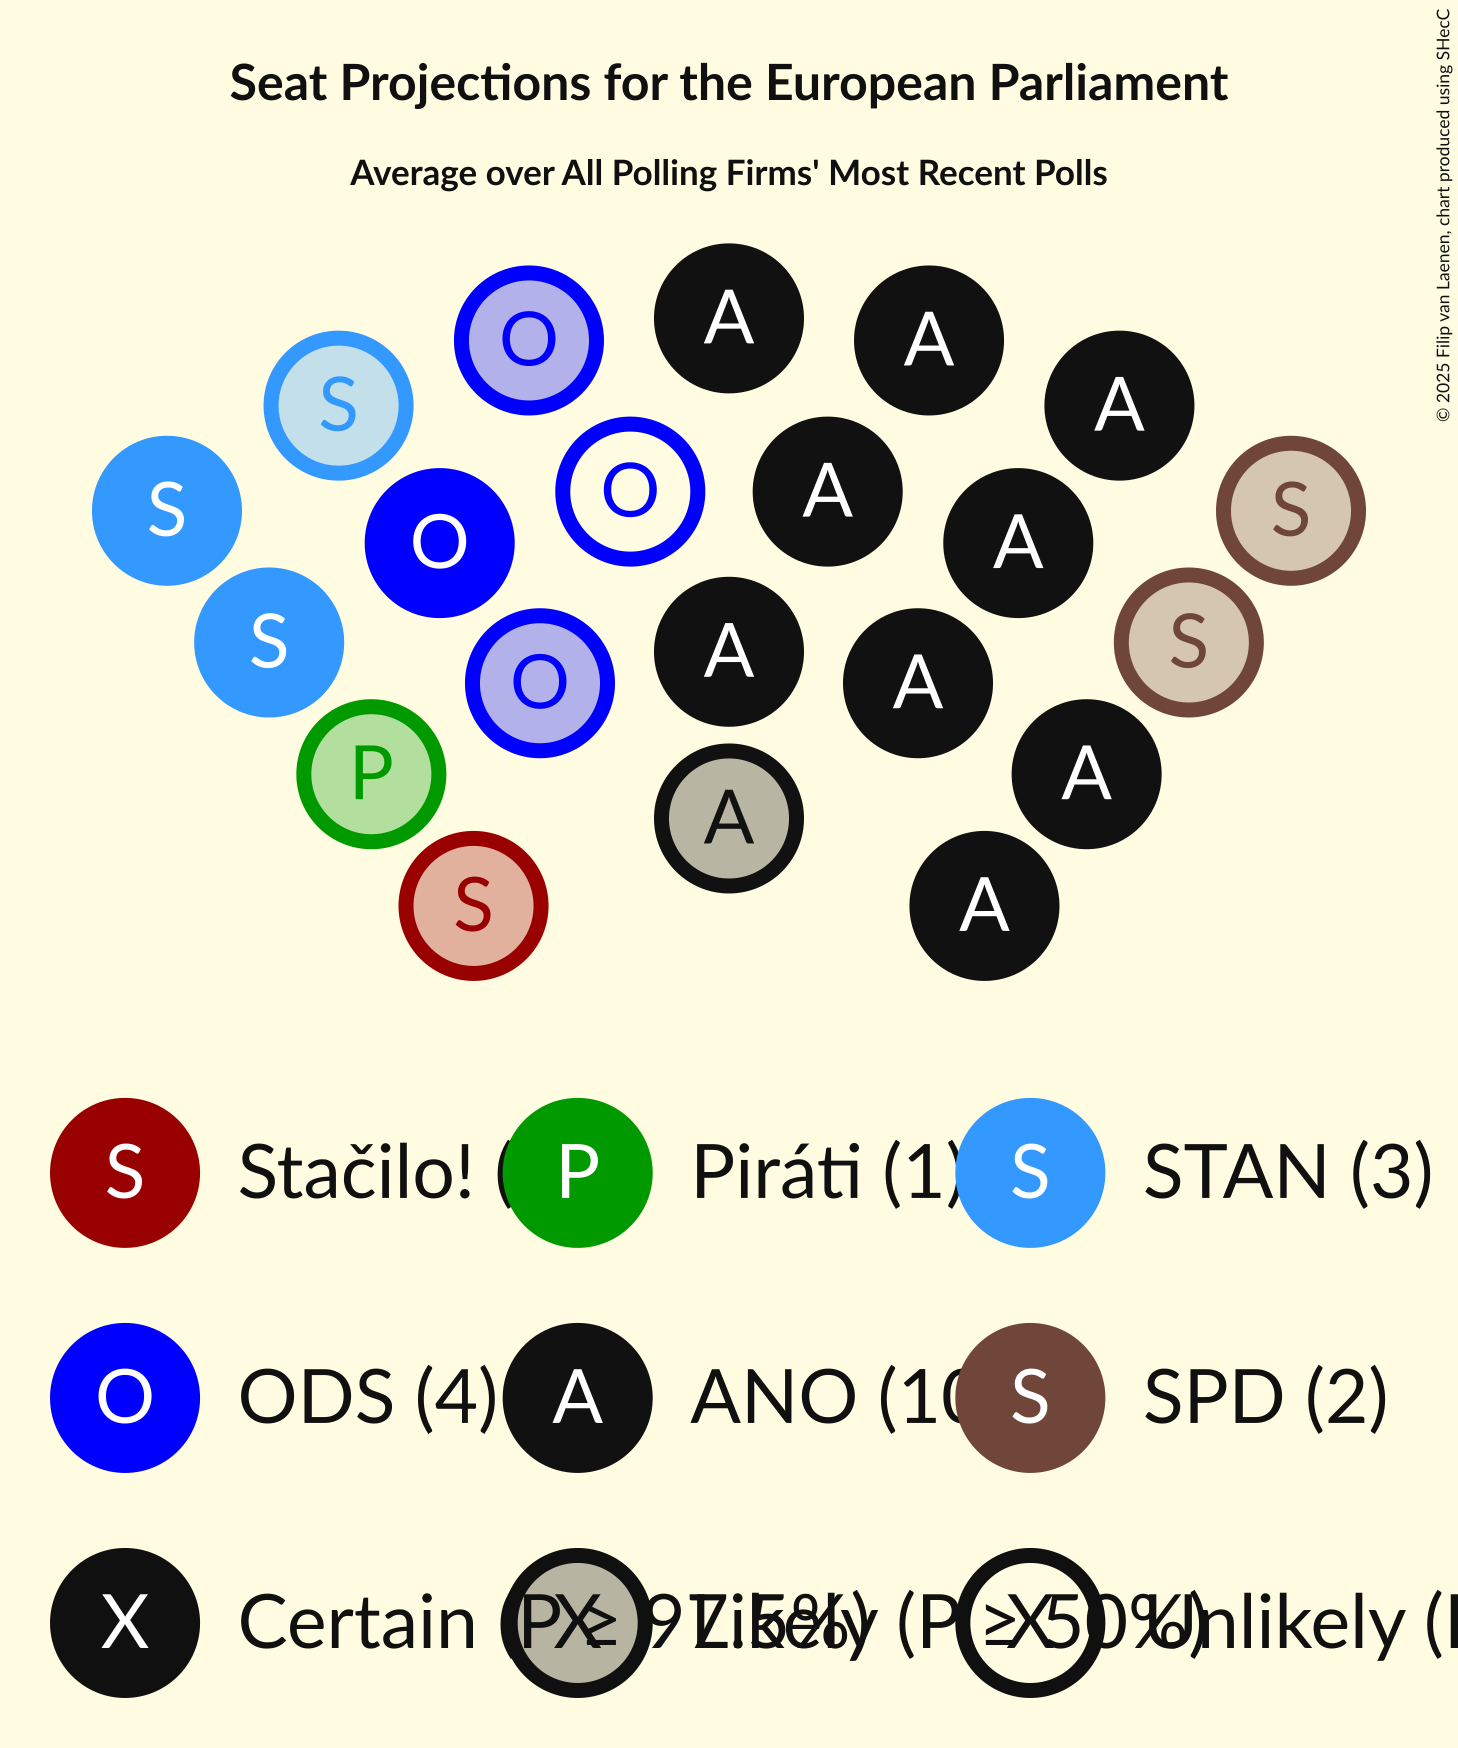 Seat Projections for the European Parliament
Average over All Polling Firms' Most Recent Polls
© 2025 Filip van Laenen, chart produced using SHecC
A
O A
S A
S O A S
O A
S A S
P O A
A A
S A
S Stačilo! ( P Piráti (1) S STAN (3)
O ODS (4) A ANO (10 S SPD (2)
X Certain (P ≥ 97.5%) X Likely (P ≥ 50%) X Unlikely (